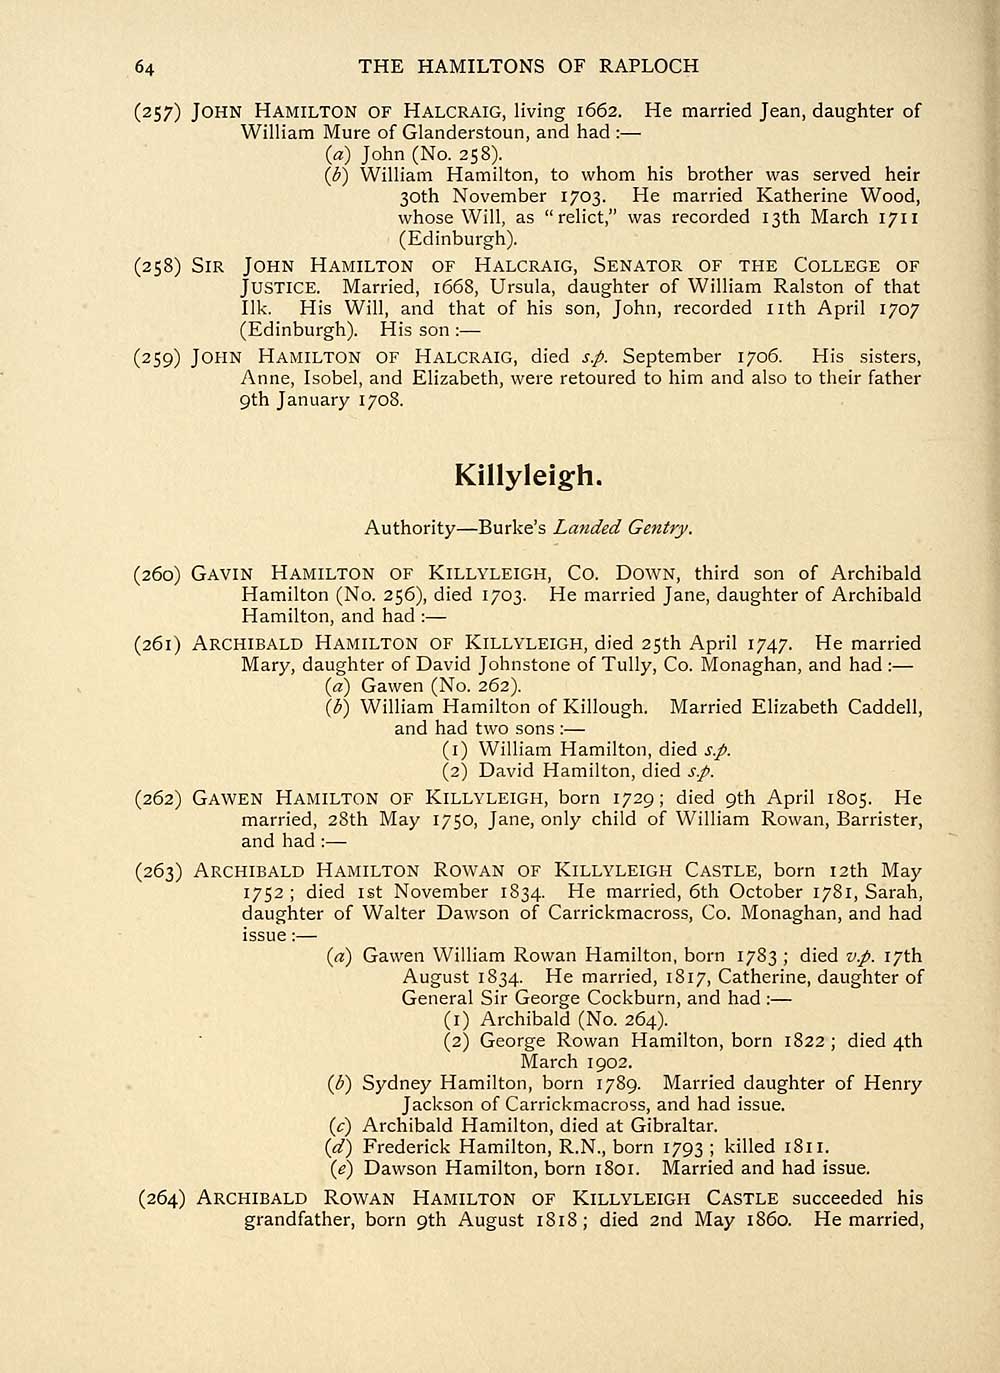 64 THE HAMILTONS OF RAPLOCH
(257) JOHN HAMILTON OF HALCRAIG, living 1662. He married Jean, daughter of
William Mure of Glanderstoun, and had :—
(a) John (No. 258).
(b) William Hamilton, to whom his brother was served heir
30th November 1703. He married Katherine Wood,
whose Will, as “relict,” was recorded 13th March 1711
(Edinburgh).
(258) SIR JOHN HAMILTON OF HALCRAIG, SENATOR OF THE COLLEGE OF
JUSTICE. Married, 1668, Ursula, daughter of William Ralston of that
Ilk. His Will, and that of his son, John, recorded 11th April 1707
(Edinburgh). His son :—
(259) JOHN HAMILTON OF HALCRAIG, died s.p. September 1706. His sisters,
Anne, Isobel, and Elizabeth, were retoured to him and also to their father
9th January 1708.
Killyleigh.
Authority—Burke's Landed Gentry.
(260) GAVIN HAMILTON OF KILLYLEIGH, CO. DOWN, third son of Archibald
Hamilton (No. 256), died 1703. He married Jane, daughter of Archibald
Hamilton, and had :—
(261) ARCHIBALD HAMILTON OF KILLYLEIGH, died 25th April 1747. He married
Mary, daughter of David Johnstone of Tully, Co. Monaghan, and had :—
(a) Gawen (No. 262).
(b) William Hamilton of Killough. Married Elizabeth Caddell,
and had two sons :—
(1) William Hamilton, died s.p.
(2) David Hamilton, died s.p.
(262) GAWEN HAMILTON OF KILLYLEIGH, born 1729; died 9th April 1805. He
married, 28th May 1750, Jane, only child of William Rowan, Barrister,
and had :—
(263) ARCHIBALD HAMILTON ROWAN OF KILLYLEIGH CASTLE, born 12th May
1752; died 1st November 1834. He married, 6th October 1781, Sarah,
daughter of Walter Dawson of Carrickmacross, Co. Monaghan, and had
issue :—
(a) Gawen William Rowan Hamilton, born 1783; died v.p. 17th
August 1834. He married, 1817, Catherine, daughter of
General Sir George Cockburn, and had :—
(1) Archibald (No. 264).
(2) George Rowan Hamilton, born 1822; died 4th
March 1902.
(b) Sydney Hamilton, born 1789. Married daughter of Henry
Jackson of Carrickmacross, and had issue.
(c) Archibald Hamilton, died at Gibraltar.
(d) Frederick Hamilton, R.N., born 1793; killed 1811.
(e) Dawson Hamilton, born 1801. Married and had issue.
(264) ARCHIBALD ROWAN HAMILTON OF KILLYLEIGH CASTLE succeeded his
grandfather, born 9th August 1818; died 2nd May 1860. He married,